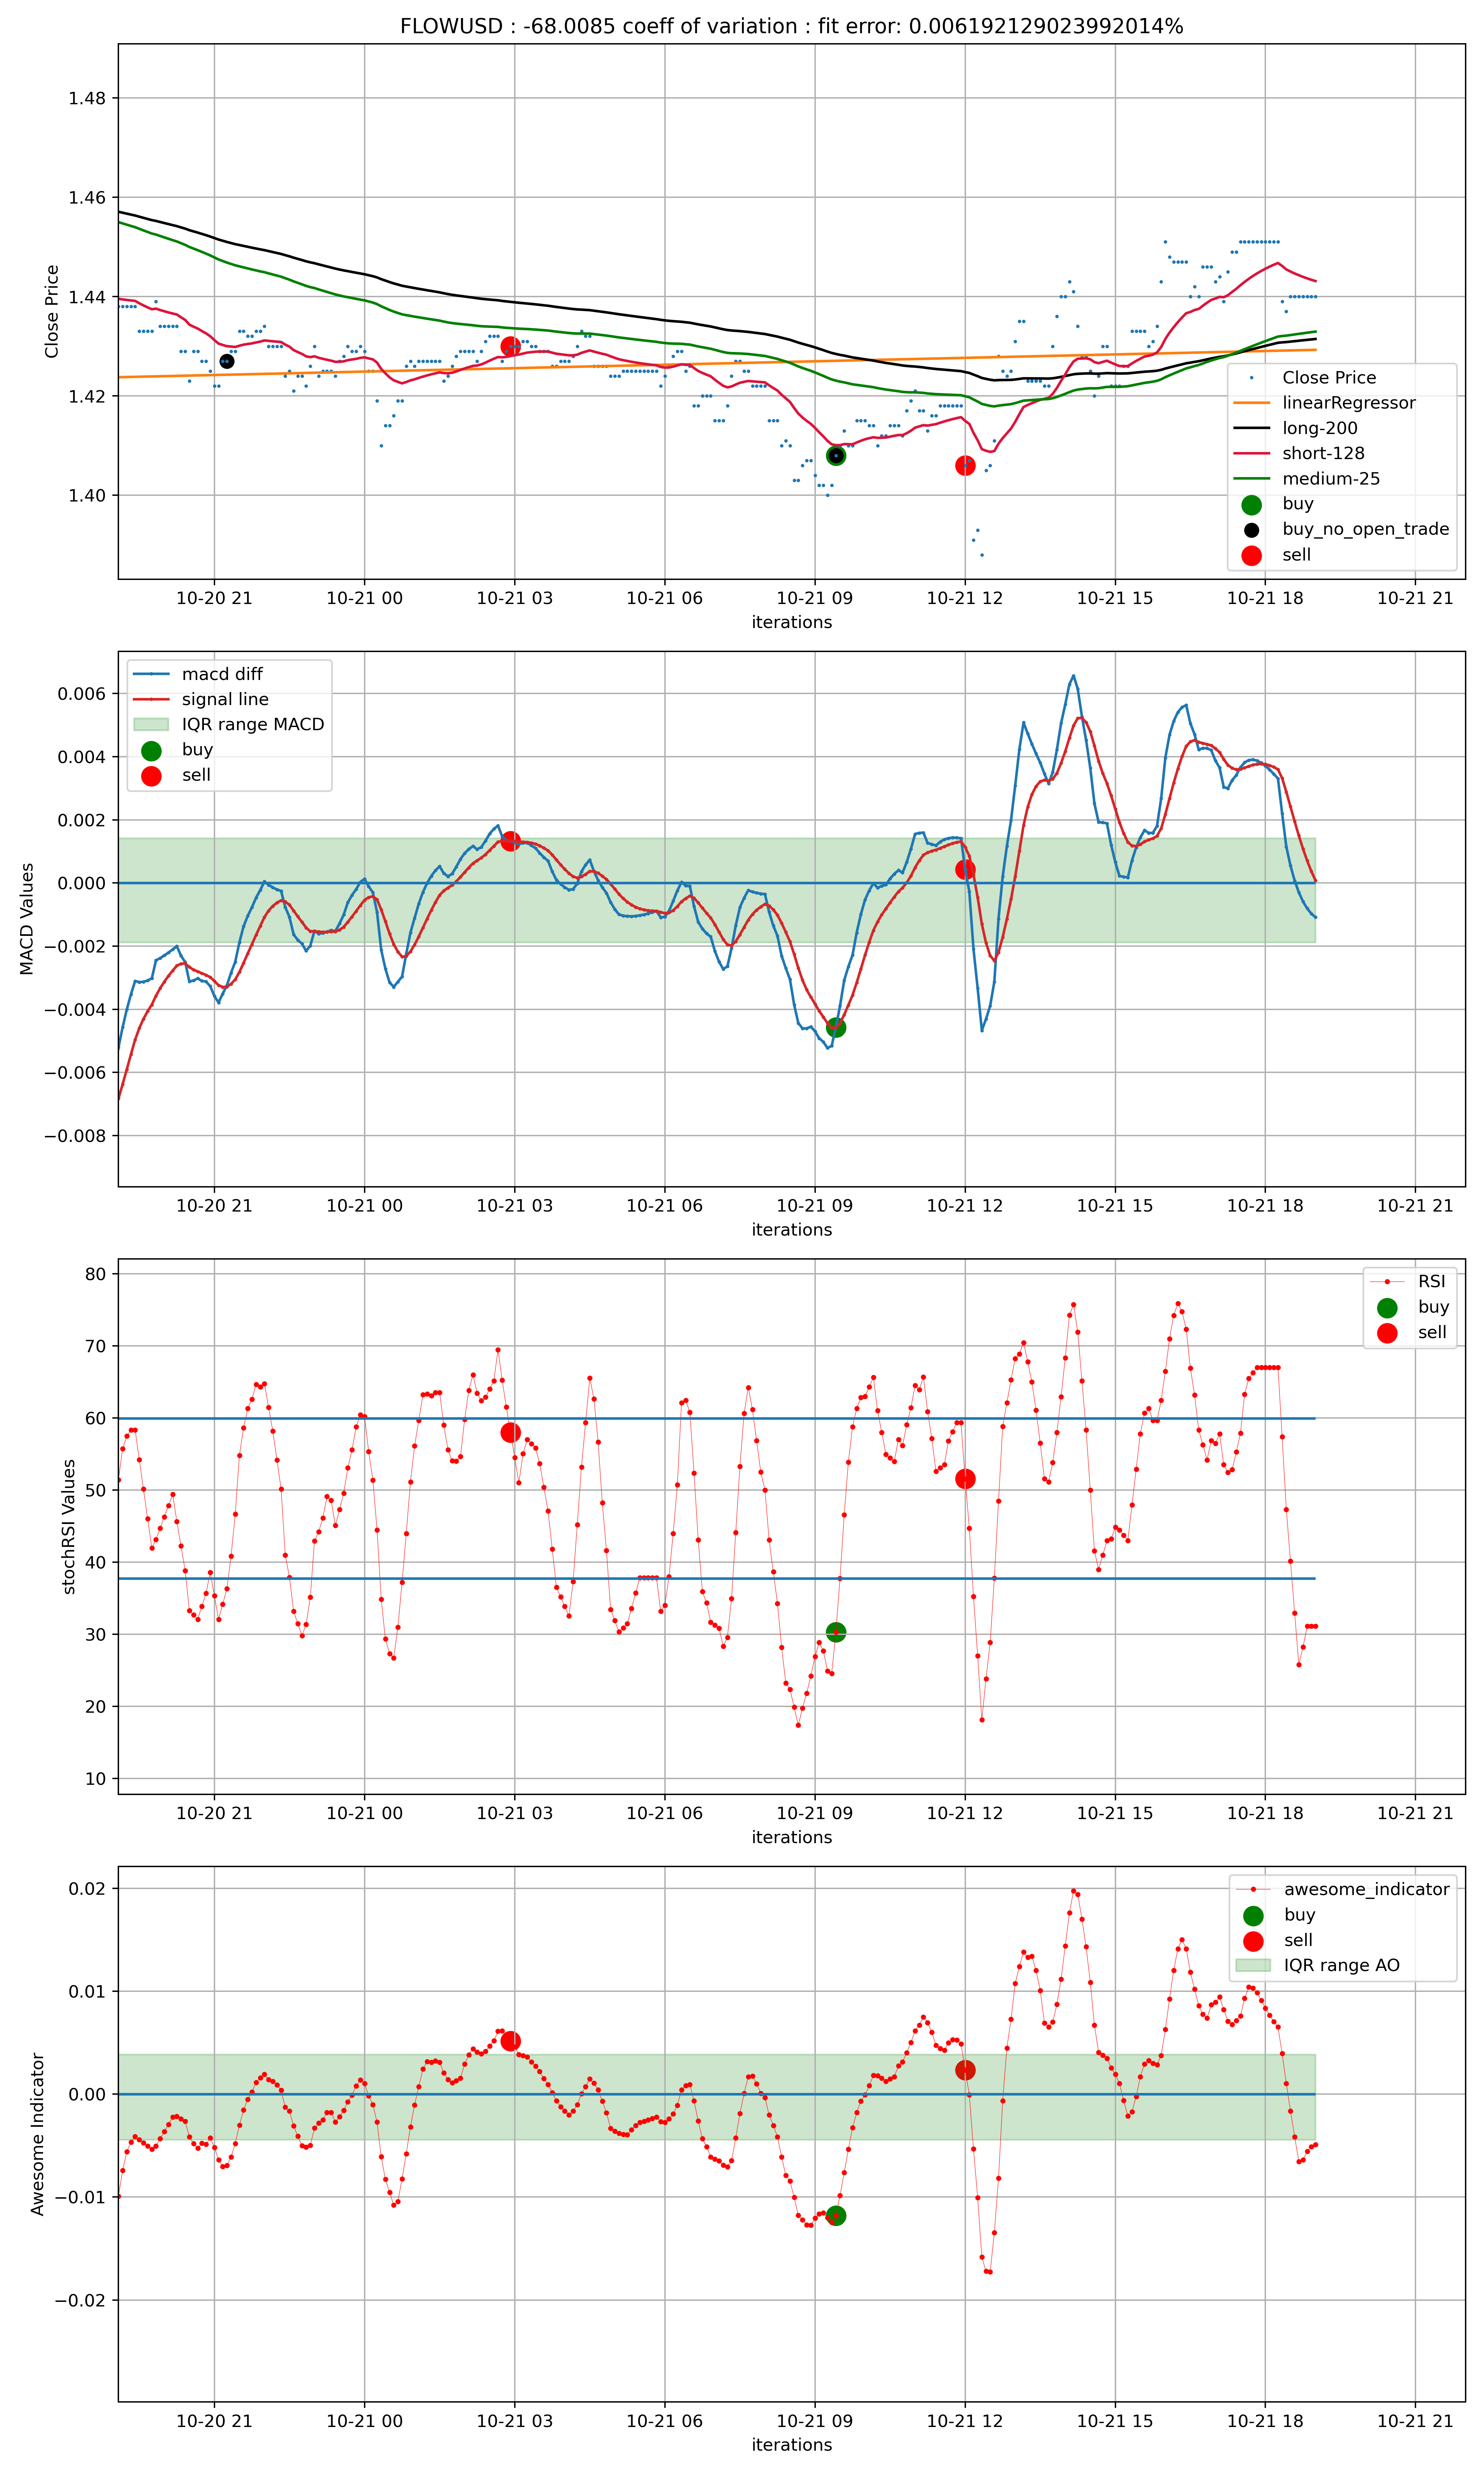 FLOWUSD : -68.0085 coeff of variation : fit error: 0.006192129023992014%
Close Price
1.48
1.46
1.44
1.42
1.40
Close Price
linearRegressor
long-200
short-128
medium-25
buy
buy_no_open_trade
sell
10-20 21 10-21 00 10-21 03 10-21 06 10-21 09 10-21 12 10-21 15 10-21 18 10-21 21
iterations
macd diff
signal line
IQR range MACD
buy
sell
MACD Values
0.006
0.004
0.002
0.000
−0.002
−0.004
−0.006
−0.008
10-20 21 10-21 00 10-21 03 10-21 06 10-21 09 10-21 12 10-21 15 10-21 18 10-21 21
iterations
RSI
buy
sell
stochRSI Values
80
70
60
50
40
30
20
10
10-20 21 10-21 00 10-21 03 10-21 06 10-21 09 10-21 12 10-21 15 10-21 18 10-21 21
iterations
awesome_indicator
buy
sell
IQR range AO
Awesome Indicator
0.02
0.01
0.00
−0.01
−0.02
10-20 21 10-21 00 10-21 03 10-21 06 10-21 09 10-21 12 10-21 15 10-21 18 10-21 21
iterations